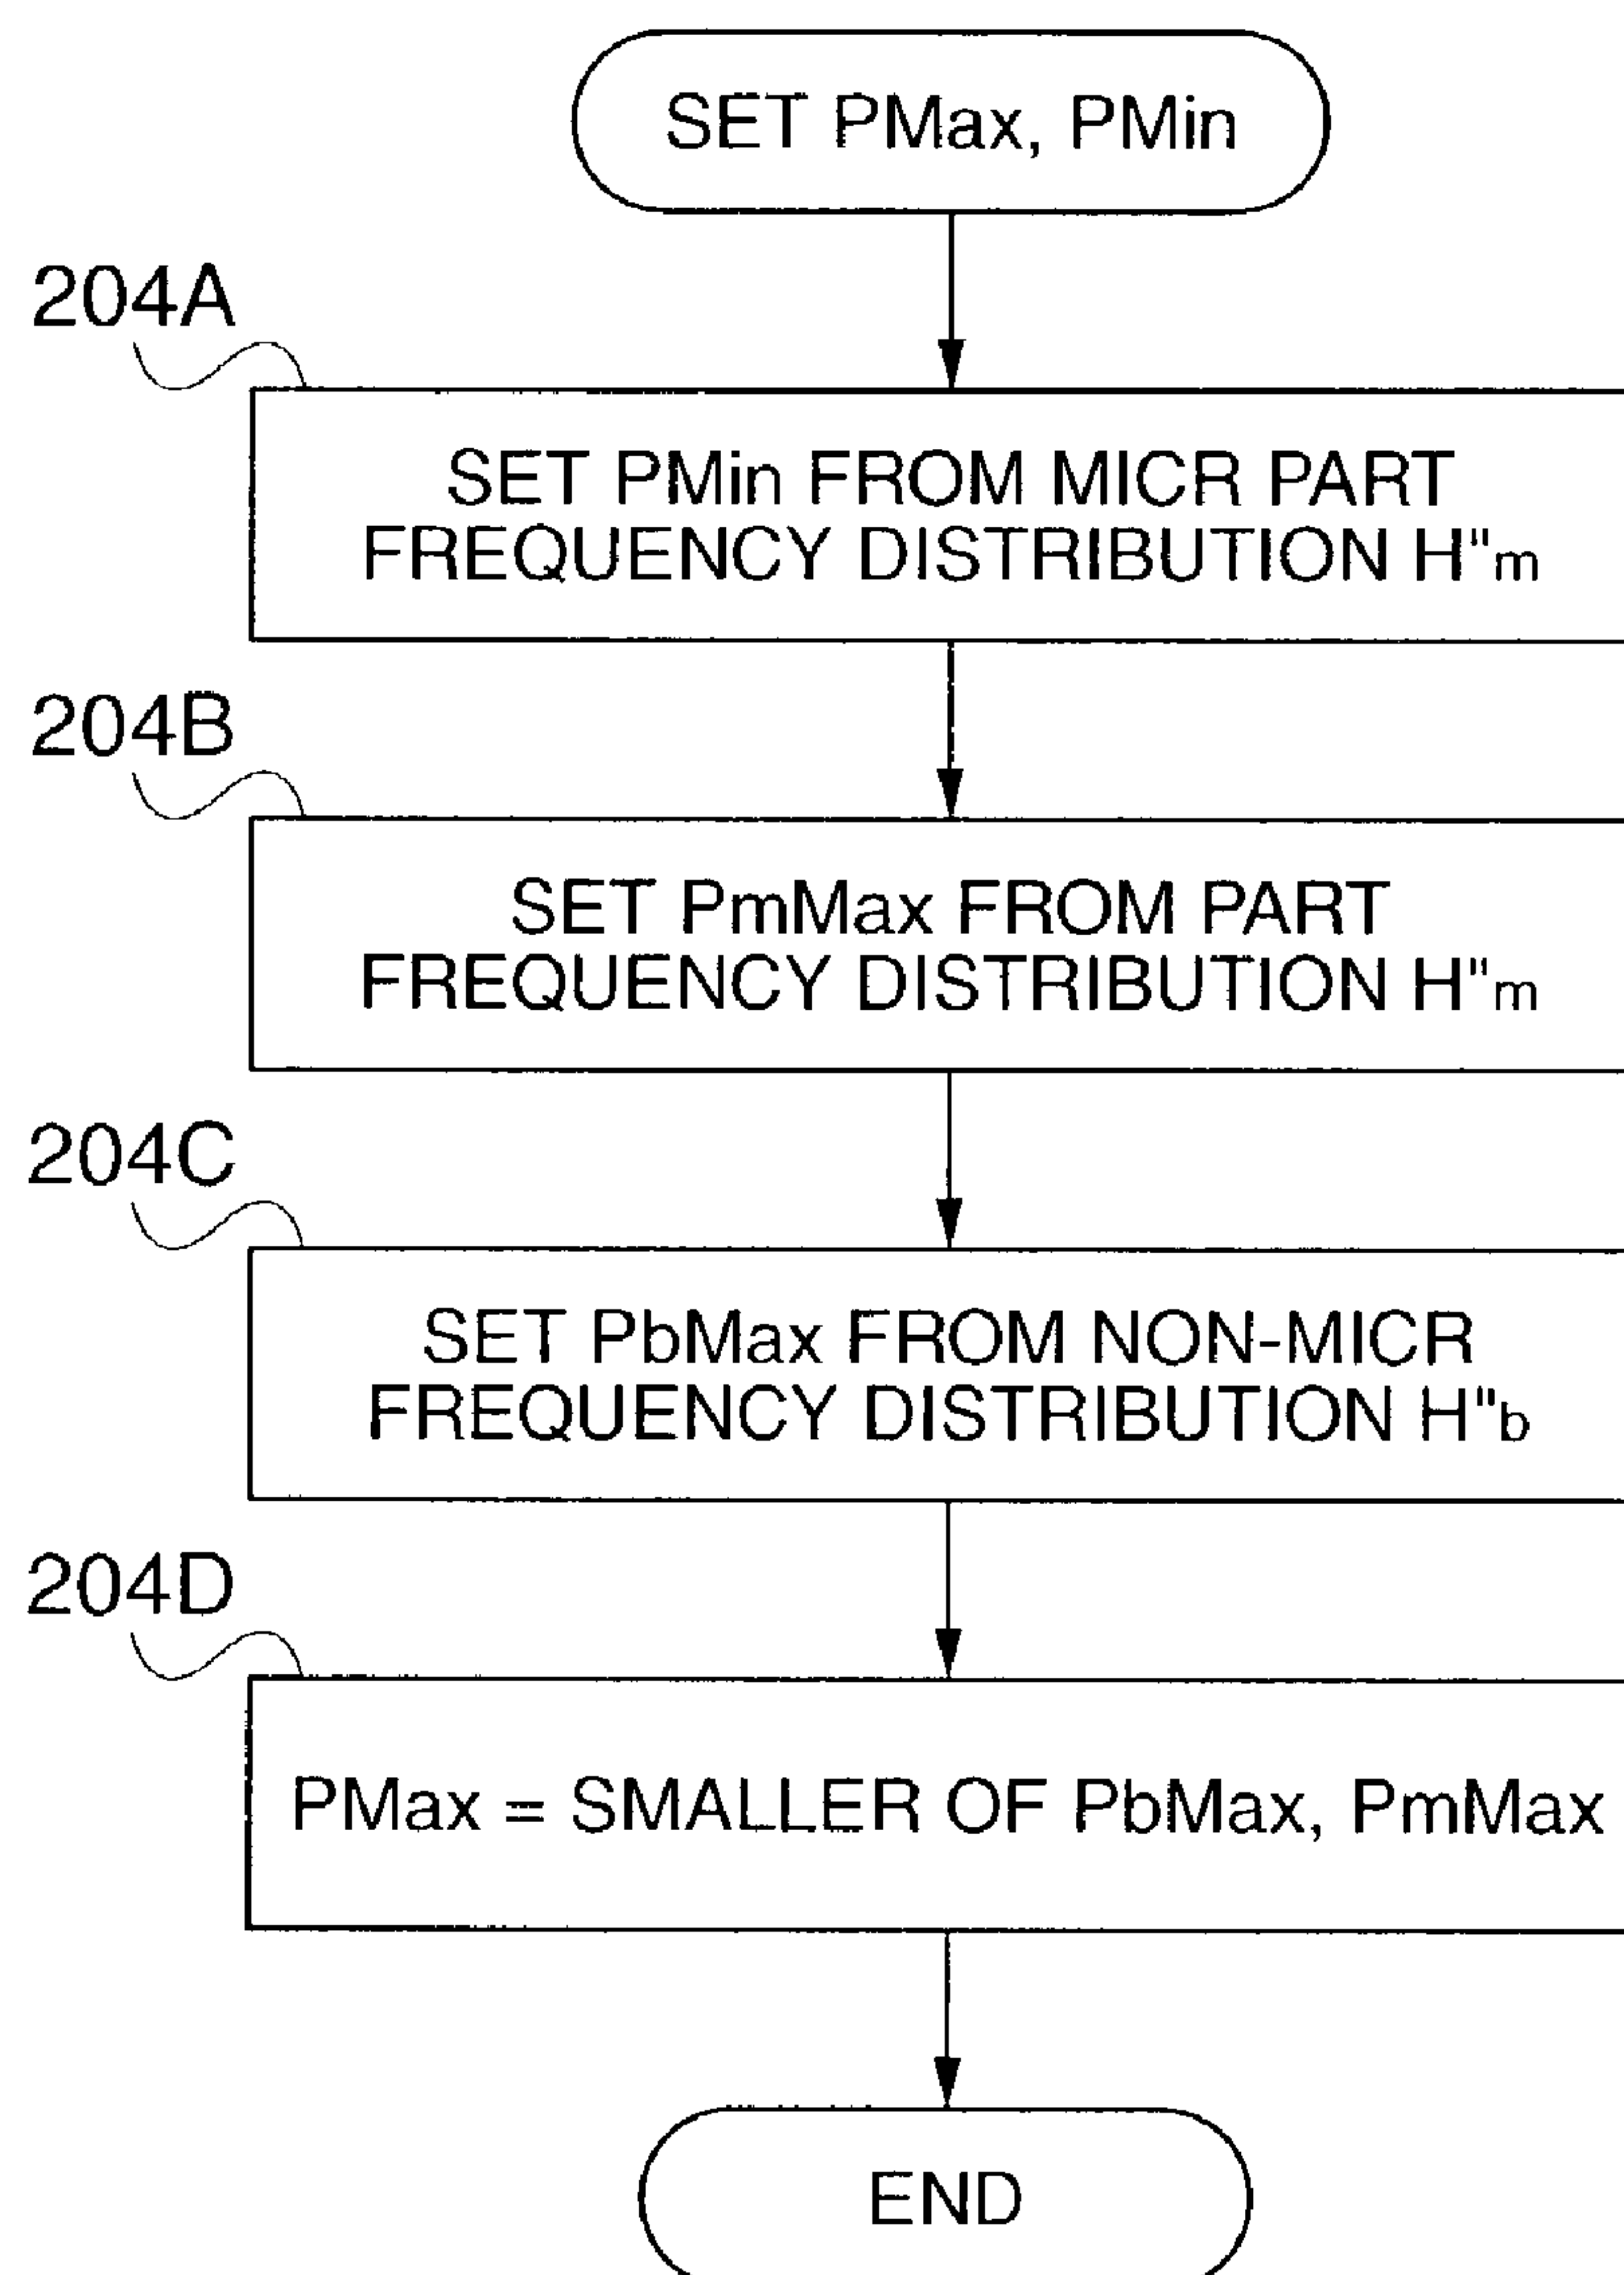 SET PMax, PMin
204A
SET PMin FROM MICR PART
FREQUENCY DISTRIBUTION H"m
204B
SET PmMax FROM PART
FREQUENCY DISTRIBUTION H"m
204C
SET PbMax FROM NON-MICR
FREQUENCY DISTRIBUTION H"b
204D
PMax = SMALLER OF PbMax, PmMax
END